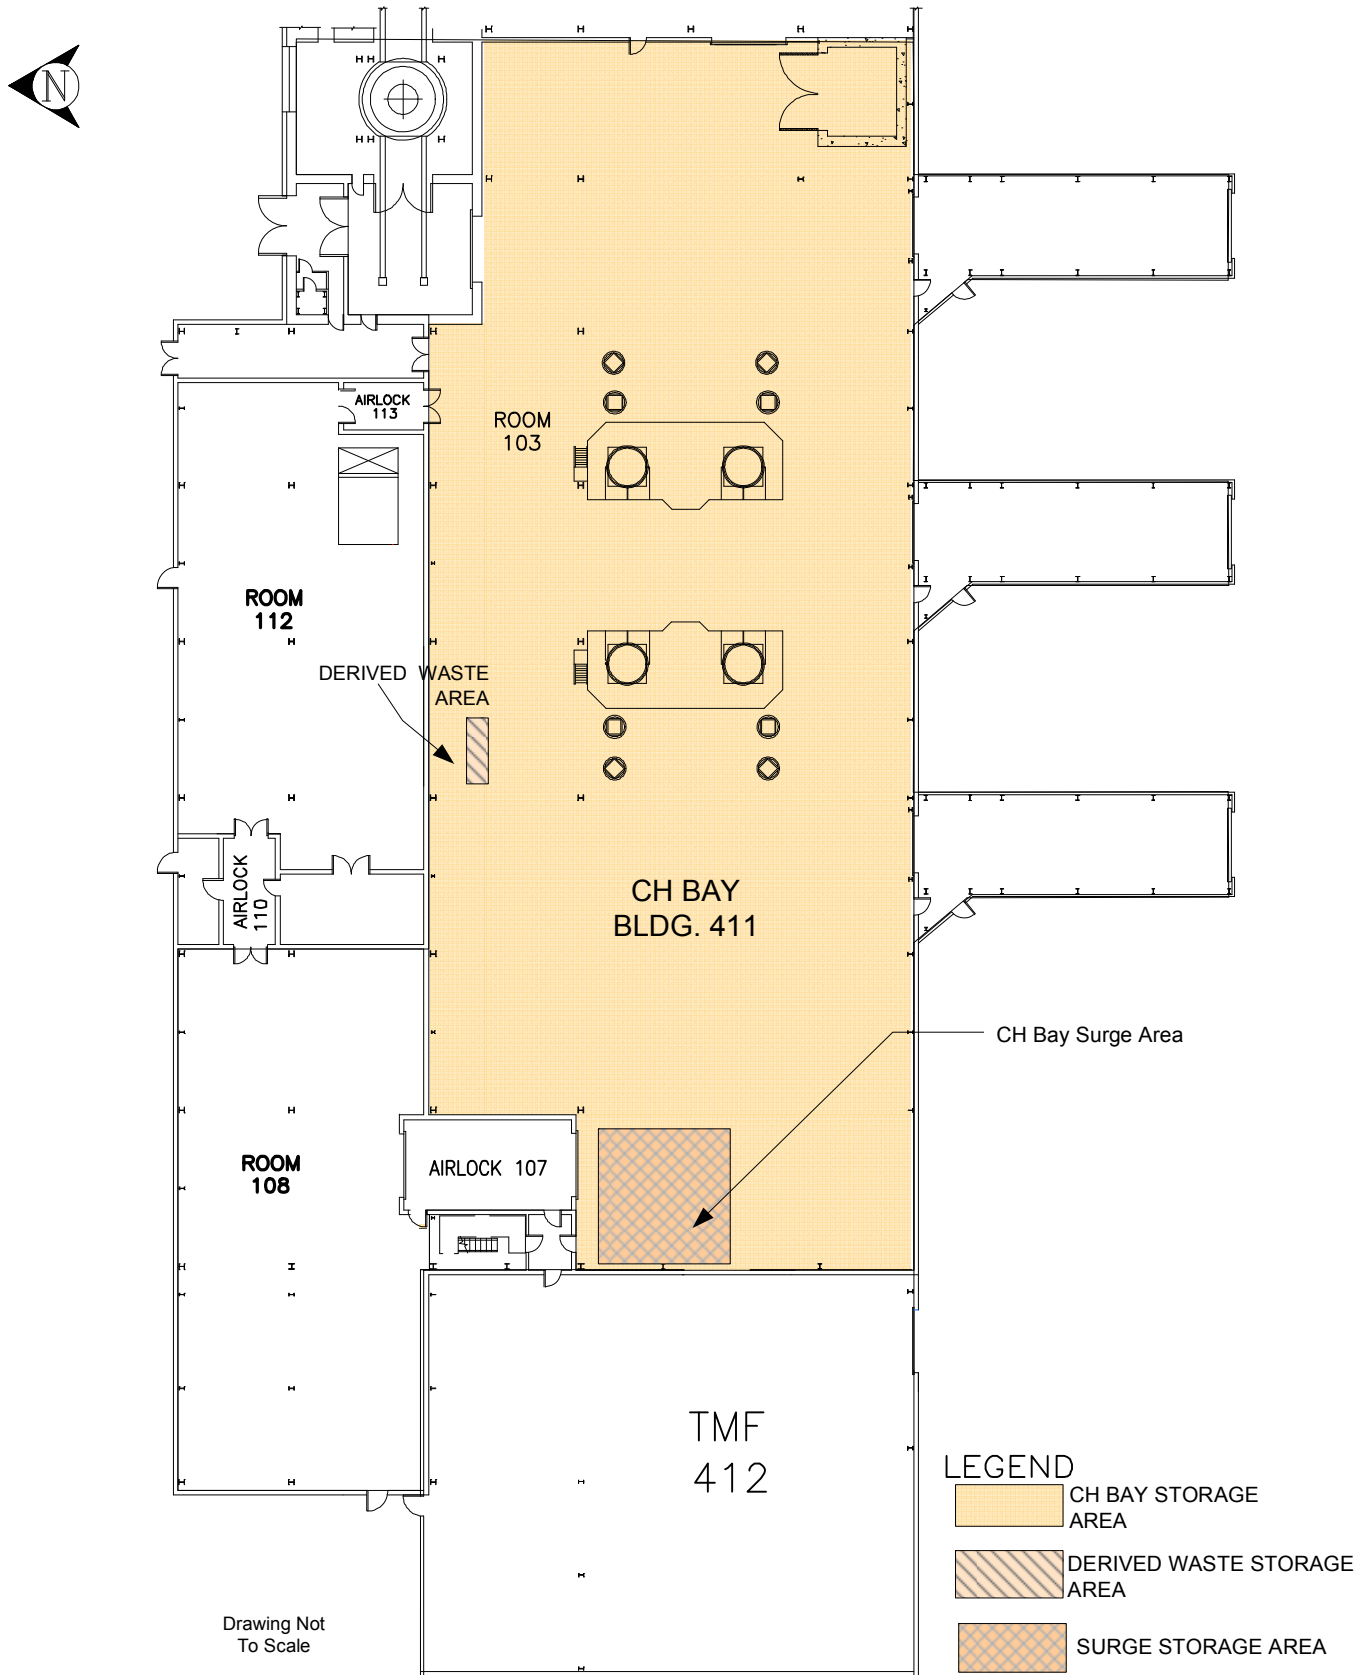 N
AIRLOCK
113
ROOM
103
ROOM
112
DERIVED WASTE
AREA
AIRLOCK
110
CH BAY
BLDG. 411
CH Bay Surge Area
AIRLOCK 107
ROOM
108
TMF
412
LEGEND
CH BAY STORAGE
AREA
DERIVED WASTE STORAGE
AREA
SURGE STORAGE AREA
Drawing Not
To Scale